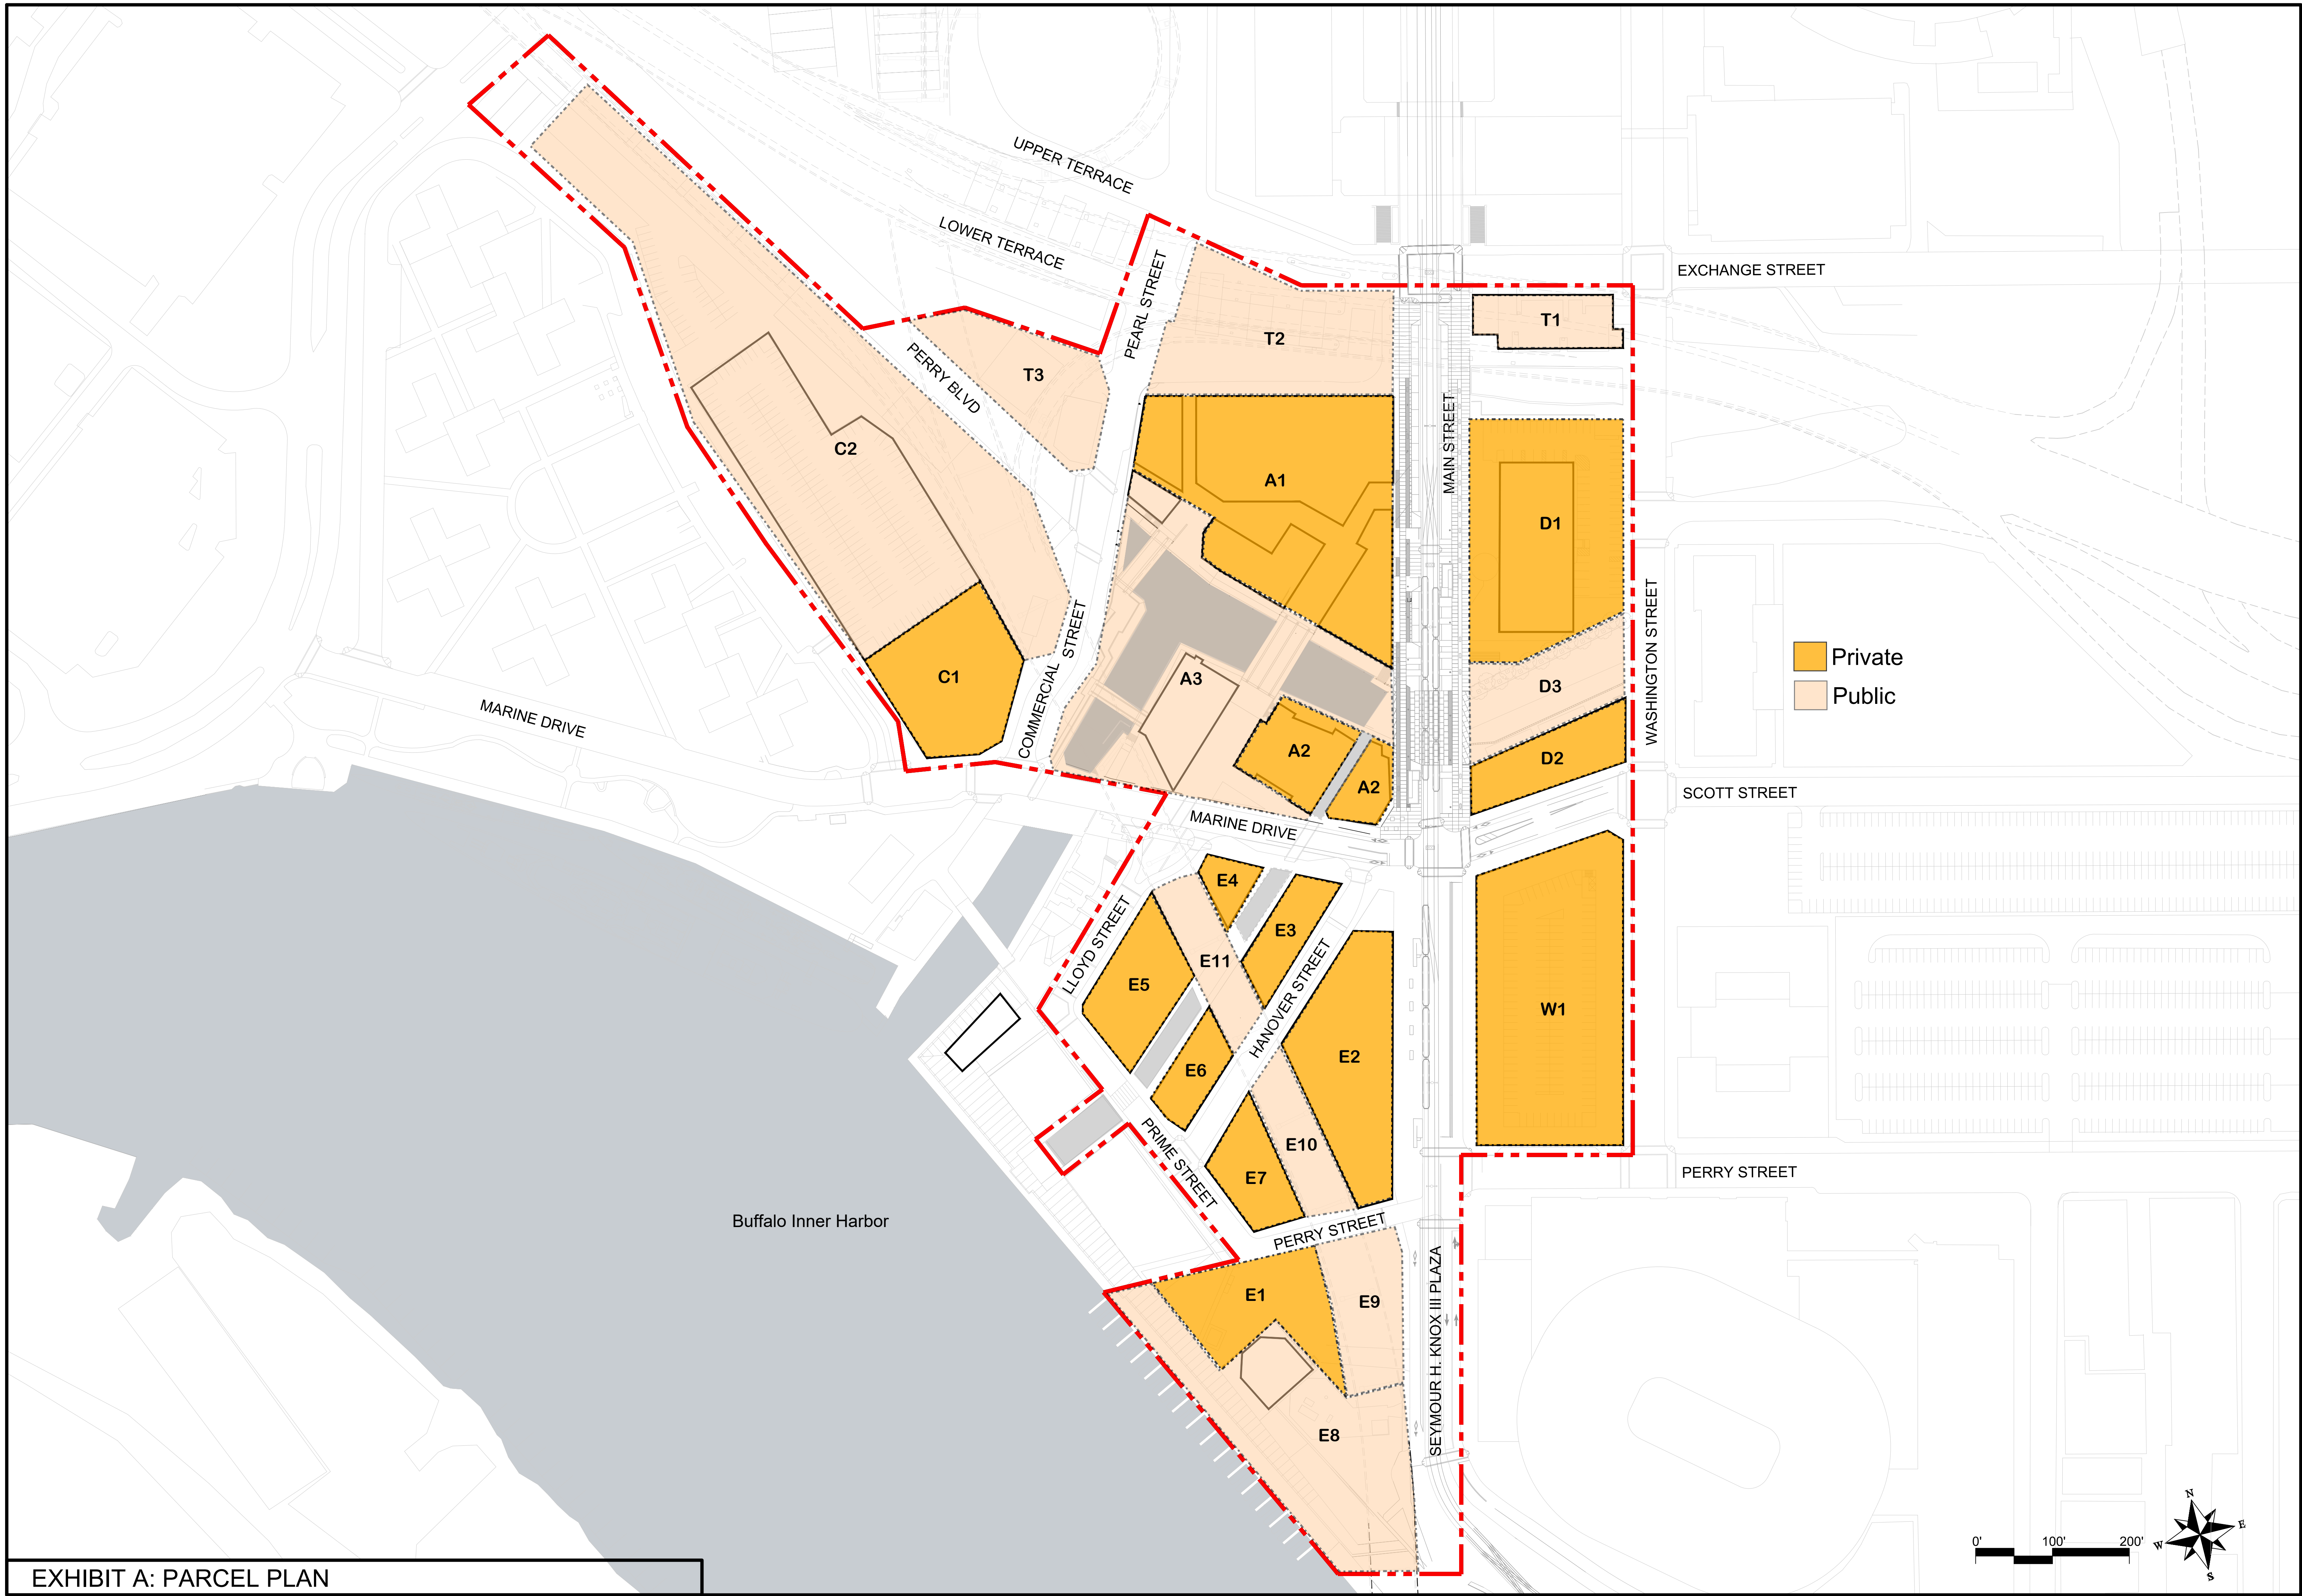 UPPER TERRACE
LOWER TERRACE
PEARL STREET
EXCHANGE STREET
T1
T2
T3
PERRY BLVD
MAIN STREET
C2
A1
D1
WASHINGTON STREET
Private
Public
COMMERCIAL STREET
C1
A3
D3
MARINE DRIVE
A2
A2
D2
SCOTT STREET
MARINE DRIVE
E4
E3
LLOYD STREET
E11
E5
HANOVER STREET
W1
E6
E2
E10
PRIME STREET
E7
PERRY STREET
Buffalo Inner Harbor
PERRY STREET
E1
E9
SEYMOUR H. KNOX III PLAZA
E8
N
E
W
S
0' 100' 200'
EXHIBIT A: PARCEL PLAN